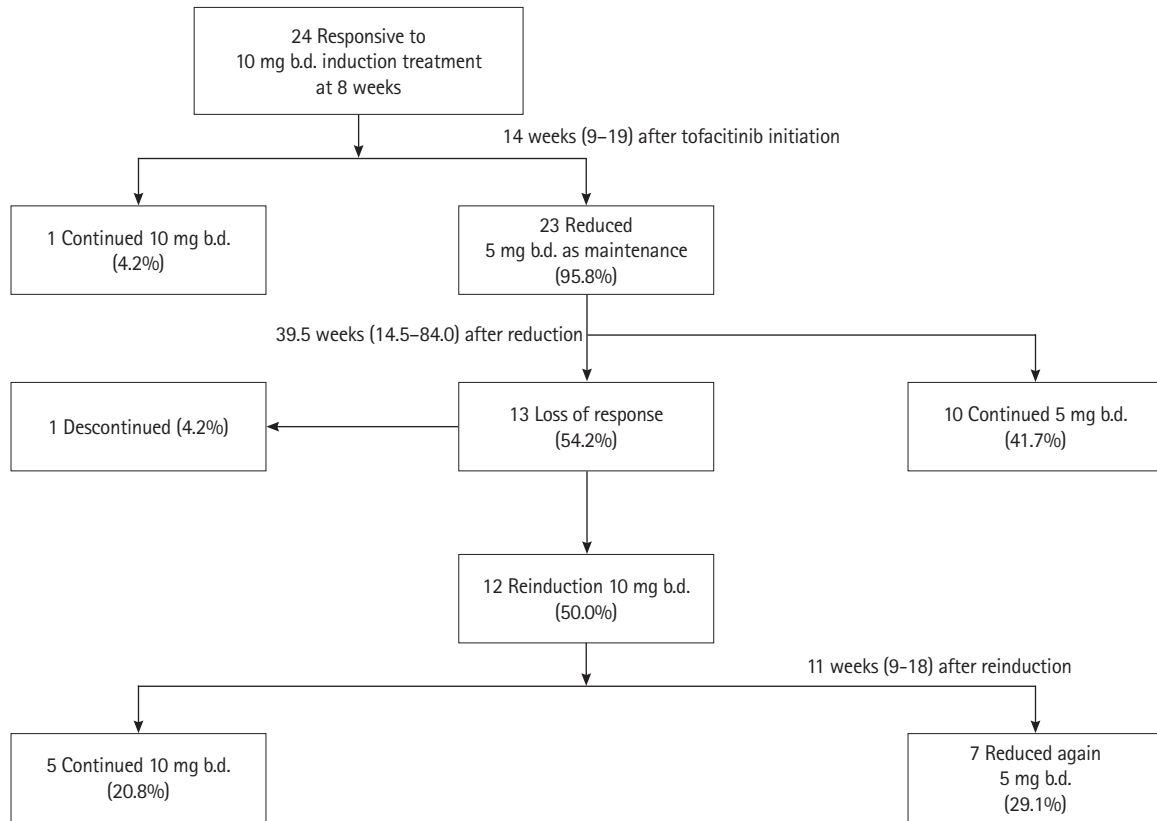 24 Responsive to
10 mg b.d. induction treatment
at 8 weeks
14 weeks (9–19) after tofacitinib initiation
1 Continued 10 mg b.d.
(4.2%)
23 Reduced
5 mg b.d. as maintenance
(95.8%)
39.5 weeks (14.5–84.0) after reduction
1 Descontinued (4.2%)
13 Loss of response
(54.2%)
10 Continued 5 mg b.d.
(41.7%)
12 Reinduction 10 mg b.d.
(50.0%)
11 weeks (9-18) after reinduction
5 Continued 10 mg b.d.
(20.8%)
7 Reduced again
5 mg b.d.
(29.1%)